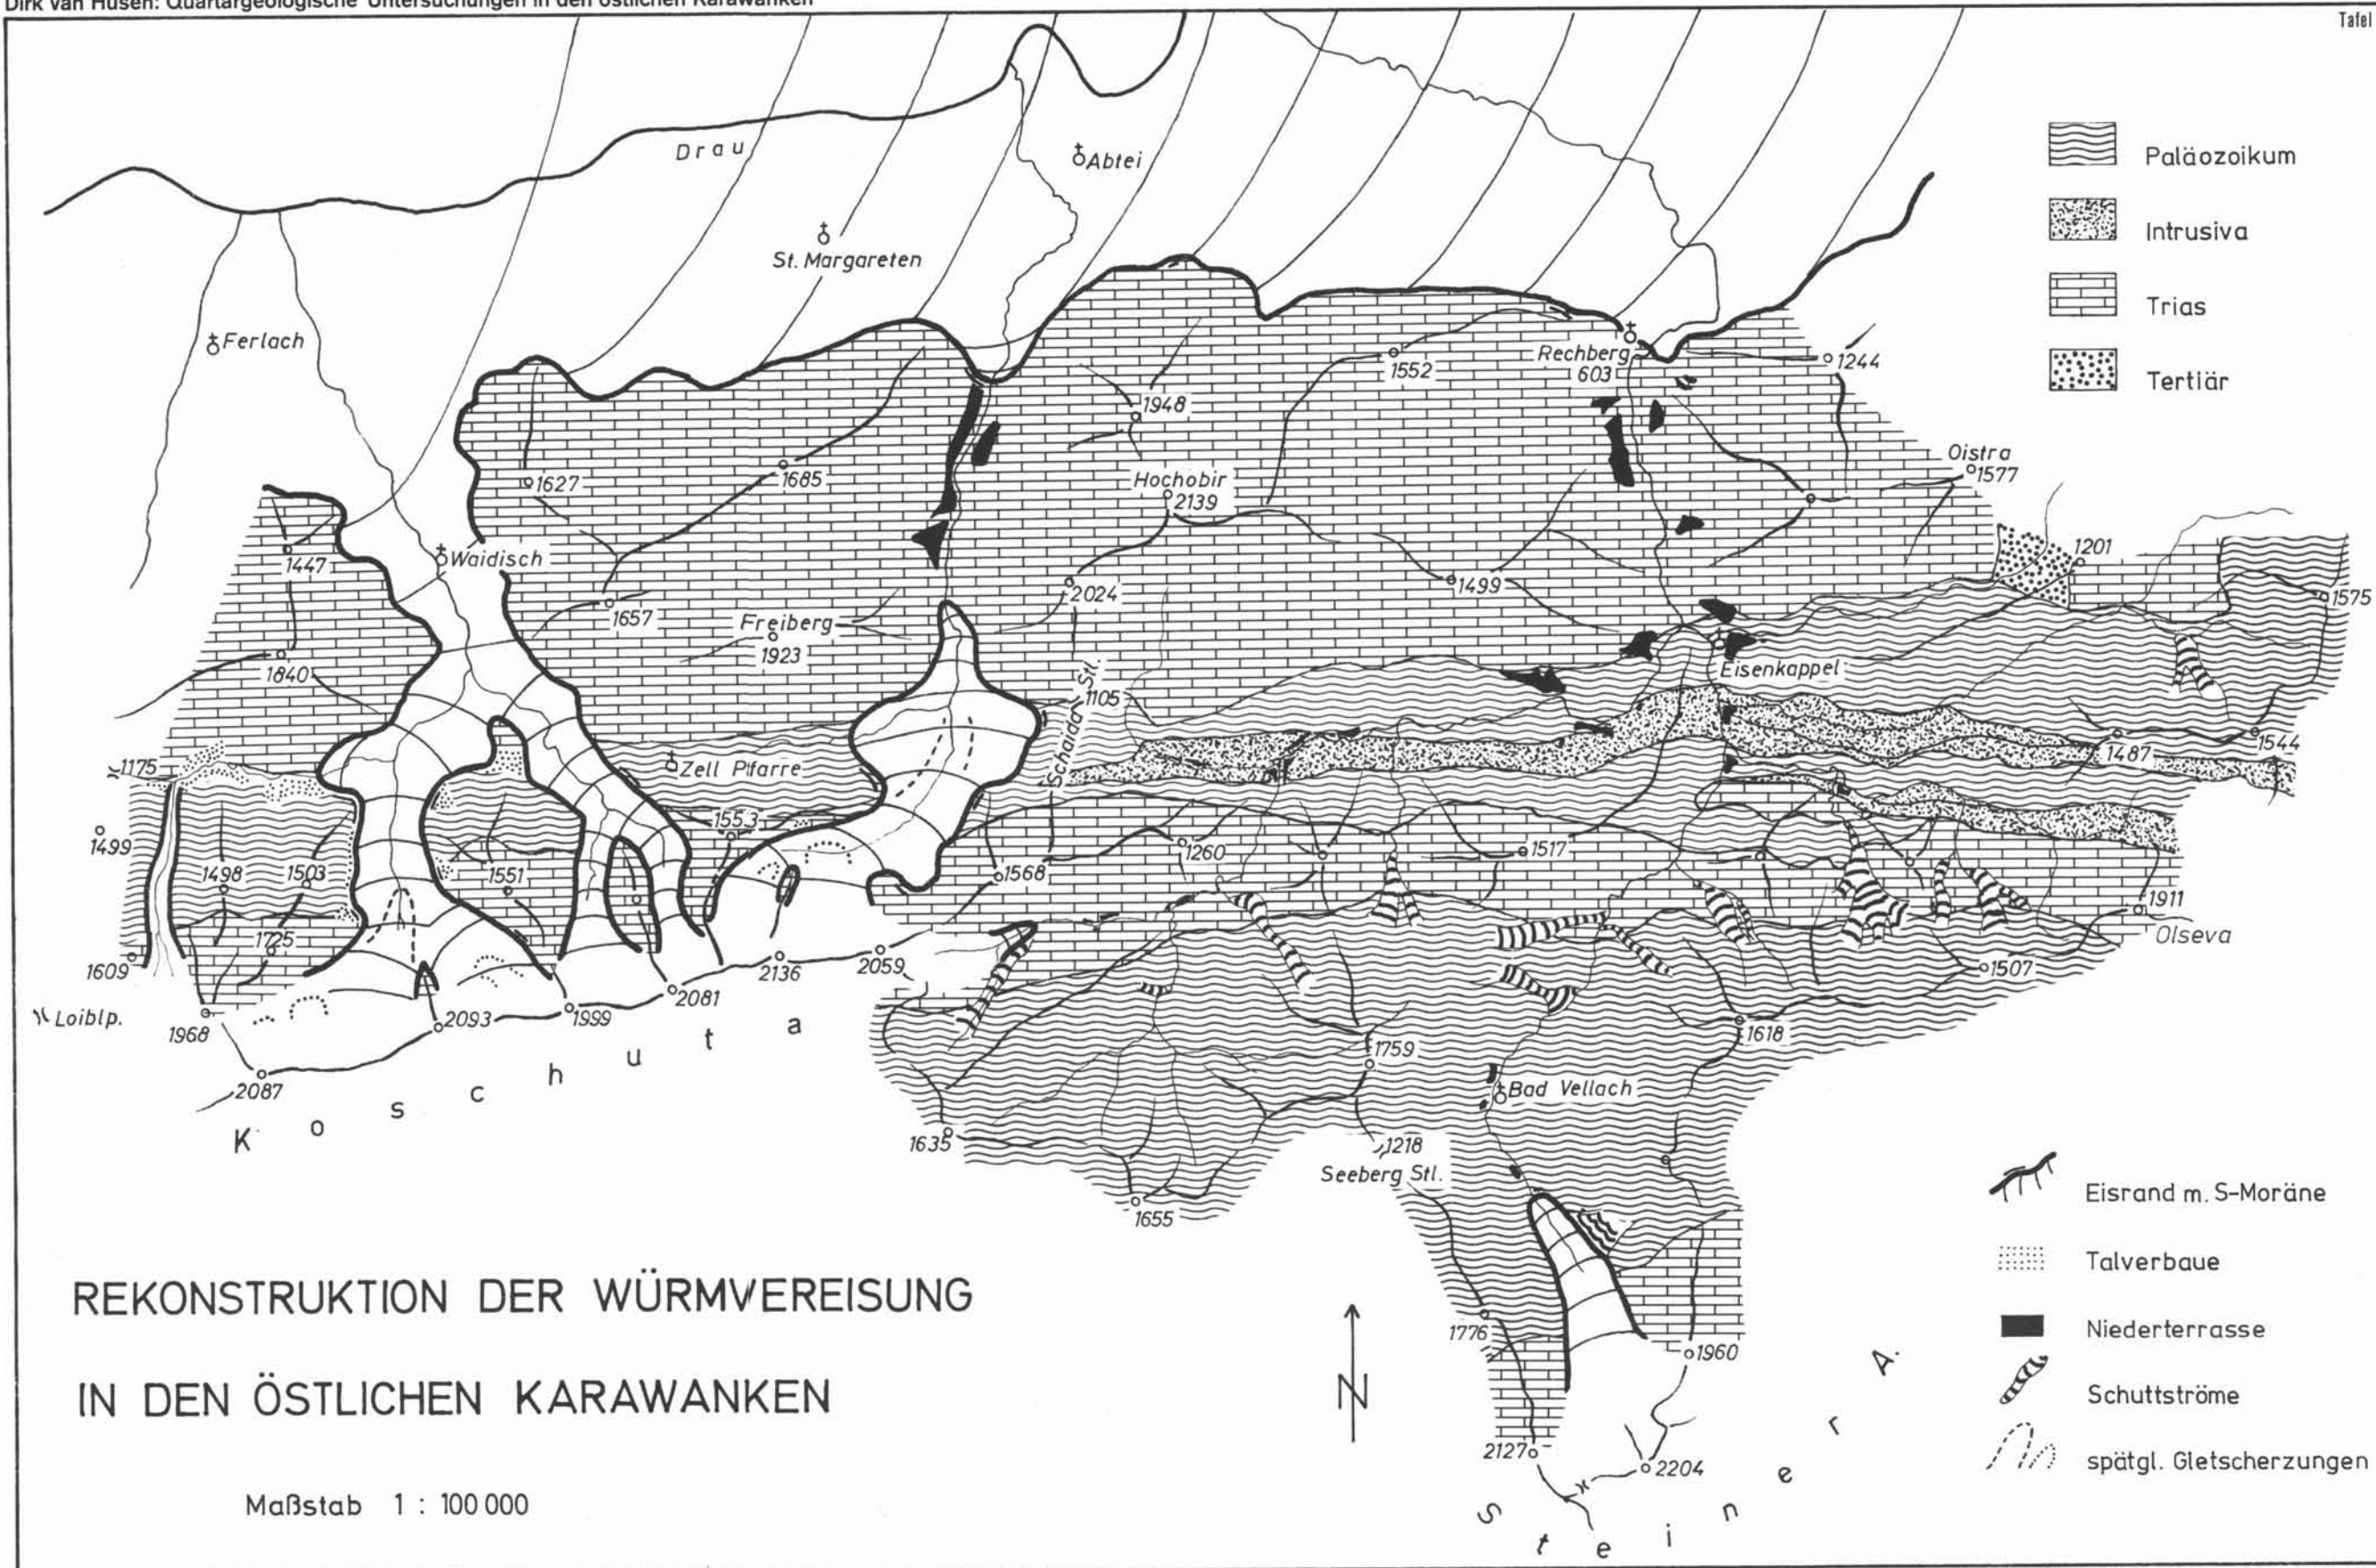 Dirk van Husen: Quartärgeologische Untersuchungen in den östlichen Karawanken
Tafel
Drau
Abtei
St. Margareten
Ferlach
Paläozoikum
Intrusiva
Trias
Tertiär
Rechberg
603
1552
1244
1948
Oistra
1577
1627
1685
Hochobir
2139
1447
Waidisch
1201
1499
1575
2024
1657
Freiberg
1923
1840
Eisenkappel
1105
Schaida Stl.
1175
Zell Pfarre
1487
1544
1553
1499
1498
1503
1551
1260
1517
1568
1911
Olseva
1725
1609
1507
2136
2059
Loiblp.
1968
2093
1999
2081
1618
2087
Koschuta
1759
Bad Vellach
1635
1218
Seeberg Stl.
1655
Eisrand m. S-Moräne
Talverbaue
Niederterrasse
Schuttströme
spätgl. Gletscherzungen
1776
1960
2127
2204
Steiner A.
REKONSTRUKTION DER WÜRMVEREISUNG
IN DEN ÖSTLICHEN KARAWANKEN
Maßstab 1 : 100 000
N